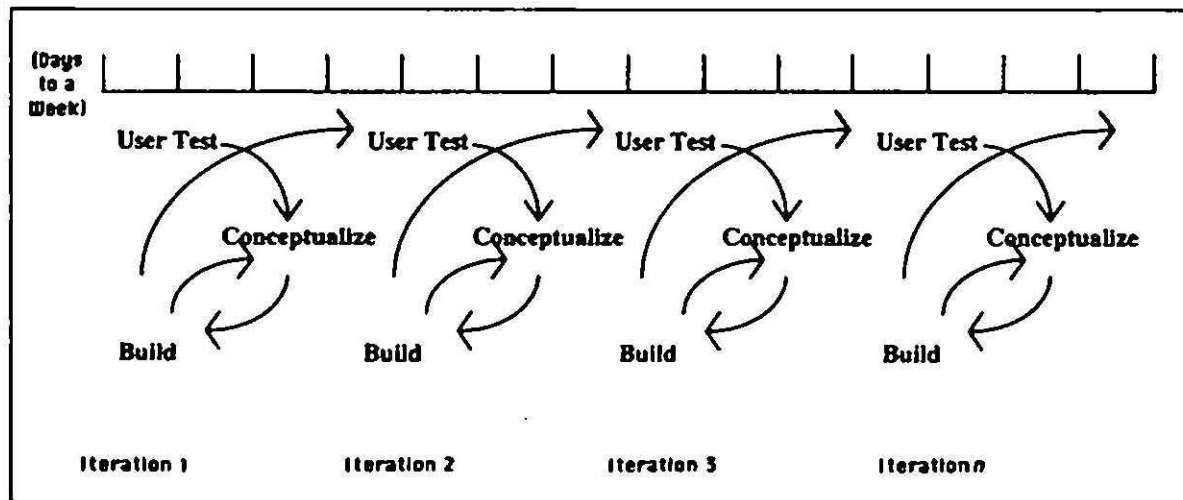 (Days
to a
Week)
User Test User Test User Test User Test
Conceptualize Conceptualize Conceptualize Conceptualize
Build Build Build Build
Iteration 1 Iteration 2 Iteration 3 Iteration n